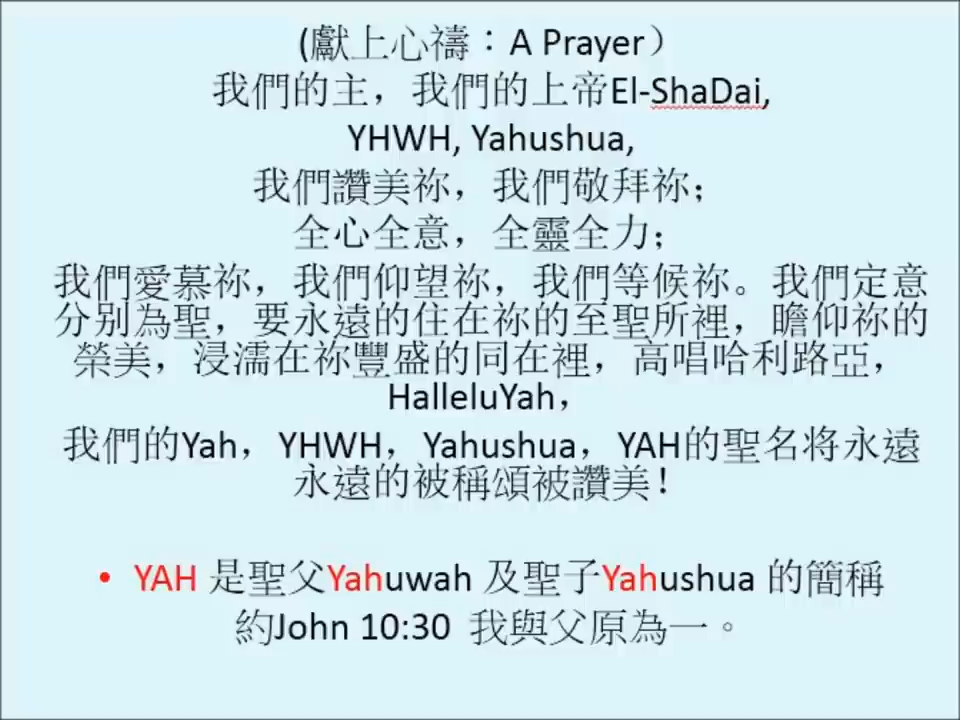 (獻上心禱：A Prayer）
我們的主，我們的上帝El-ShaDai,
YHWH, Yahushua,
我們讚美祢，我們敬拜祢；
全心全意，全靈全力；
我們愛慕祢，我們仰望祢，我們等候祢。我們定意
分别為聖，要永遠的住在祢的至聖所裡，瞻仰祢的
榮美，浸濡在祢豐盛的同在裡，高唱哈利路亞，
HalleluYah，
我們的Yah，YHWH，Yahushua，YAH的聖名将永遠
永遠的被稱頌被讚美！
• YAH 是聖父Yahuwah 及聖子Yahushua 的簡稱
約John 10:30 我與父原為一。